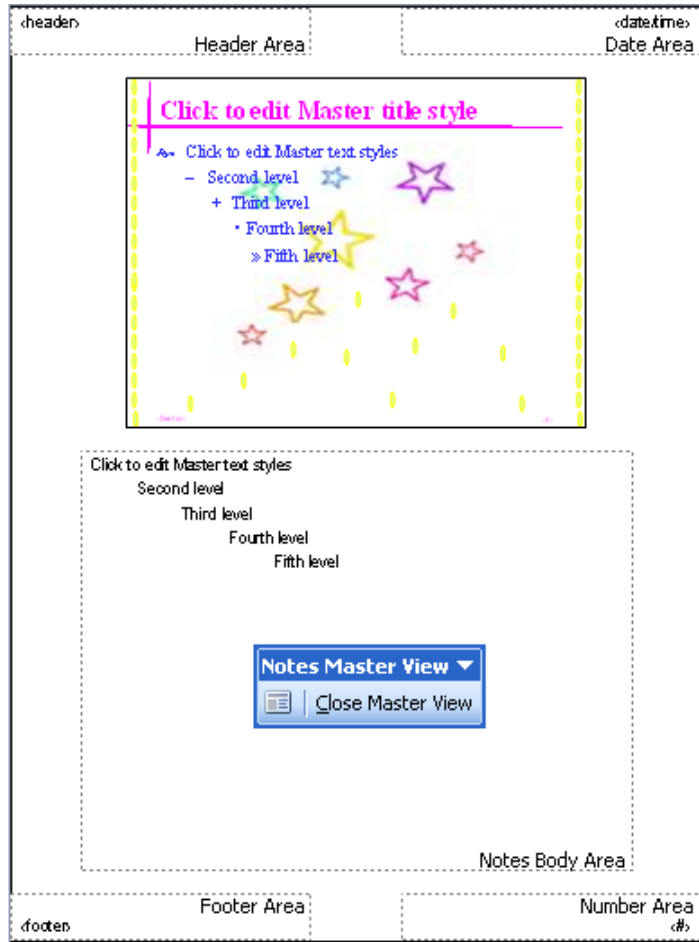 ‹header›
‹date/time›
Header Area
Date Area
Click to edit Master title style
Click to edit Master text styles
– Second level
+ Third level
• Fourth level
» Fifth level
‹footer›
‹#›
Click to edit Master text styles
Second level
Third level
Fourth level
Fifth level
Notes Master View
Close Master View
Notes Body Area
Footer Area
Number Area
‹footer›
‹#›